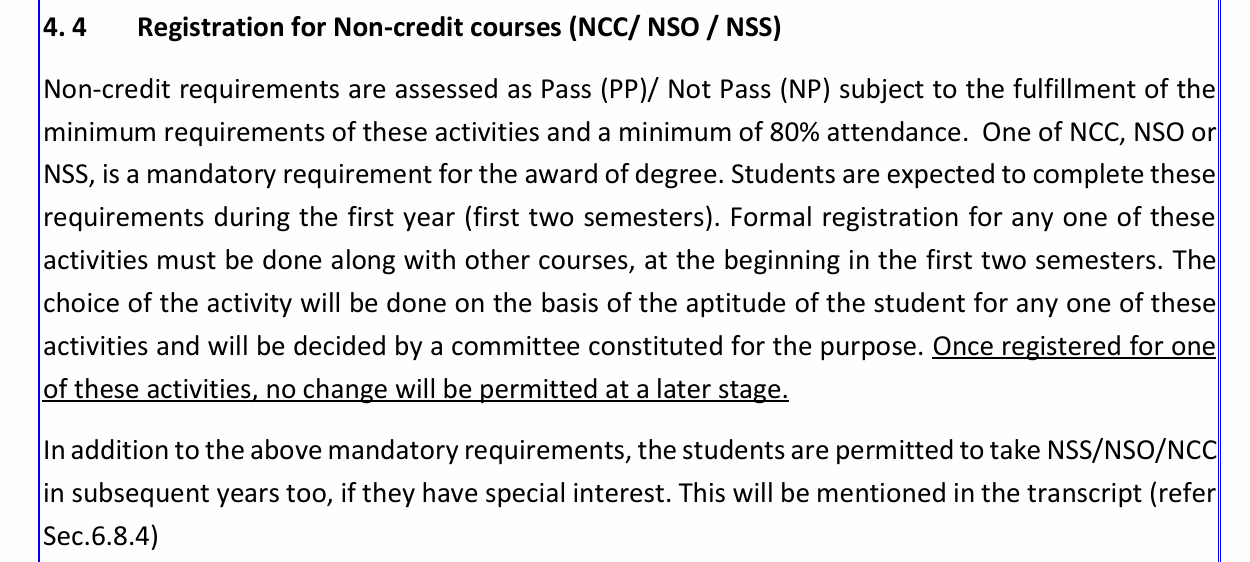 4. 4 Registration for Non-credit courses (NCC/ NSO / NSS)
Non-credit requirements are assessed as Pass (PP)/ Not Pass (NP) subject to the fulfillment of the
minimum requirements of these activities and a minimum of 80% attendance. One of NCC, NSO or
NSS, is a mandatory requirement for the award of degree. Students are expected to complete these
requirements during the first year (first two semesters). Formal registration for any one of these
activities must be done along with other courses, at the beginning in the first two semesters. The
choice of the activity will be done on the basis of the aptitude of the student for any one of these
activities and will be decided by a committee constituted for the purpose. Once registered for one
of these activities, no change will be permitted at a later stage.
In addition to the above mandatory requirements, the students are permitted to take NSS/NSO/NCC
in subsequent years too, if they have special interest. This will be mentioned in the transcript (refer
Sec.6.8.4)